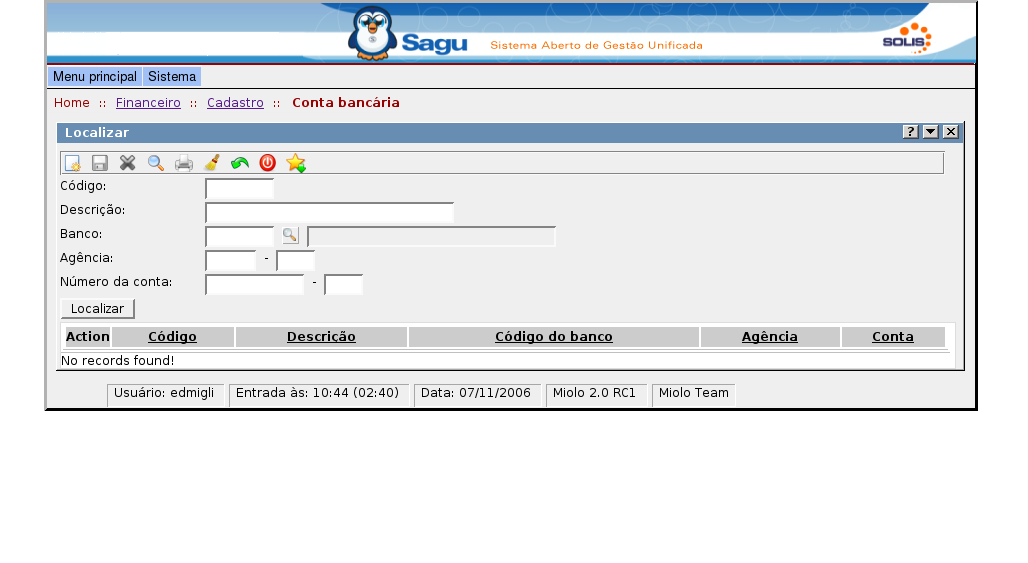 Sagu Sistema Aberto de Gestão Unificada SOLIS
Menu principal Sistema
Home :: Financeiro :: Cadastro :: Conta bancária
Localizar ?
Código:
Descrição:
Banco:
Agência: -
Número da conta: -
Localizar
Action Código Descrição Código do banco Agência Conta
No records found!
Usuário: edmigli Entrada às: 10:44 (02:40) Data: 07/11/2006 Miolo 2.0 RC1 Miolo Team